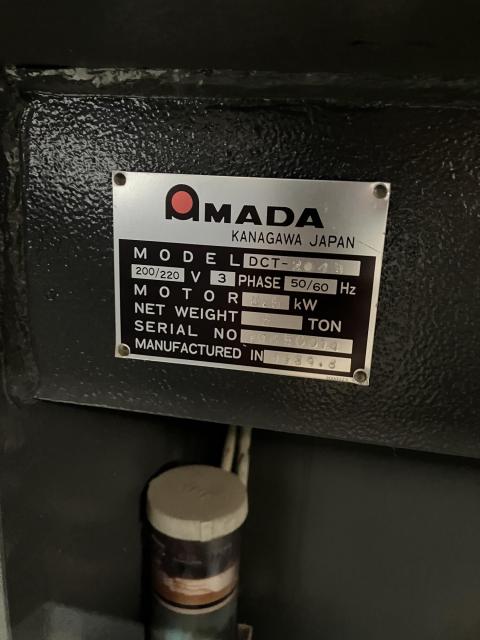 AMADA
KANAGAWA JAPAN
MODEL DCT-
200/220 V 3 PHASE 50/60 Hz
MOTOR kW
NET WEIGHT TON
SERIAL NO
MANUFACTURED IN